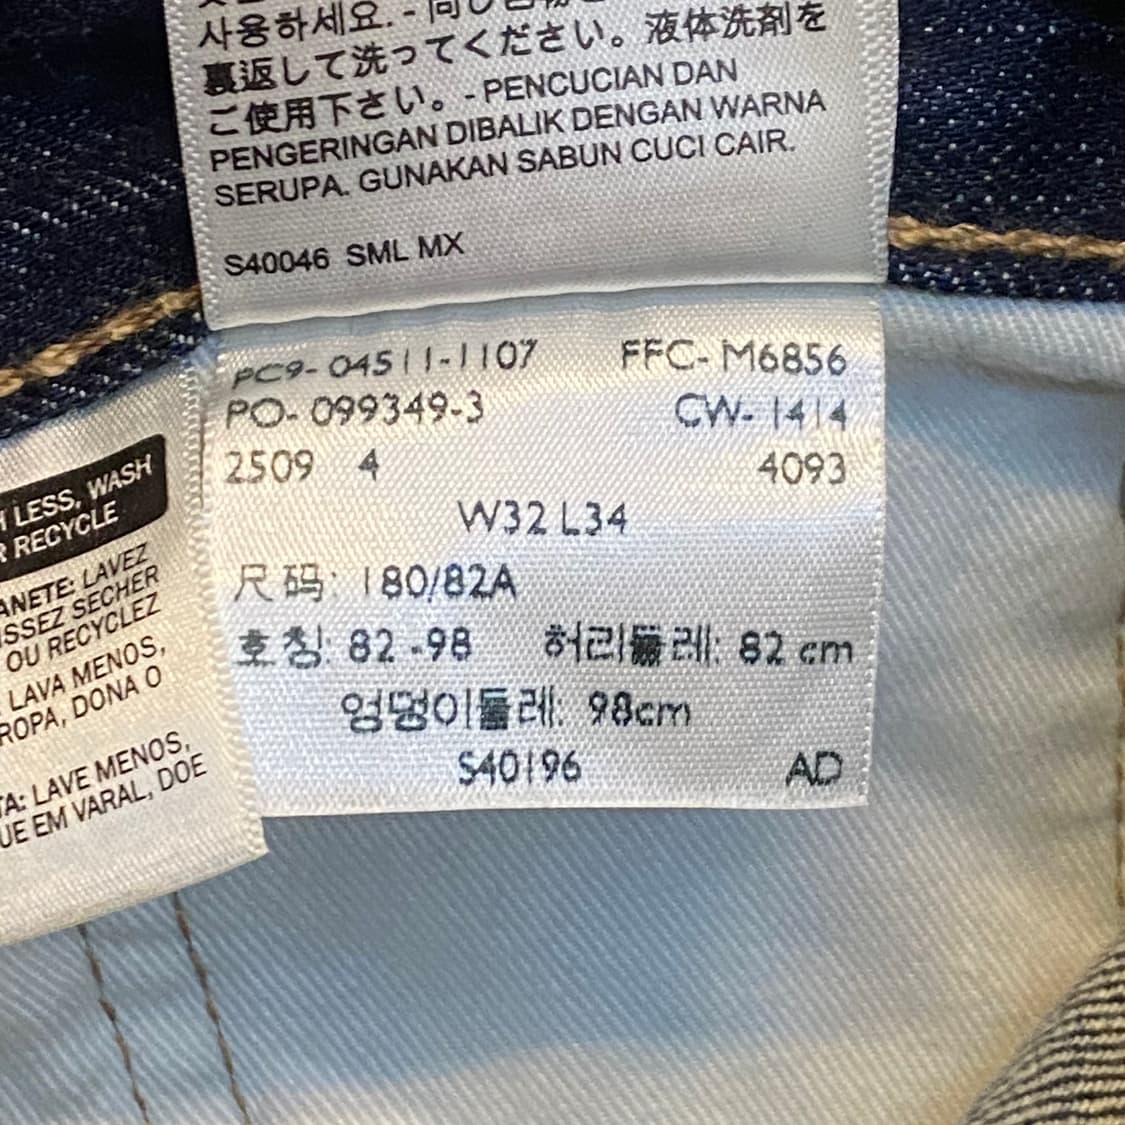 사용하세요. - 同じ色物と
裏返して洗ってください。液体洗剤を
ご使用下さい。- PENCUCIAN DAN
PENGERINGAN DIBALIK DENGAN WARNA
SERUPA. GUNAKAN SABUN CUCI CAIR.
S40046 SML MX
PC9-04511-1107 FFC-M6856
PO-099349-3 CW-1414
2509 4 4093
W32 L34
尺码: 180/82A
호칭: 82-98 허리둘레: 82 cm
엉덩이둘레: 98cm
S40196 AD
LESS, WASH
RECYCLE
ANETE: LAVEZ
ISSEZ SECHER
OU RECYCLEZ
LAVA MENOS,
ROPA, DONA O
TA: LAVE MENOS,
UE EM VARAL, DOE